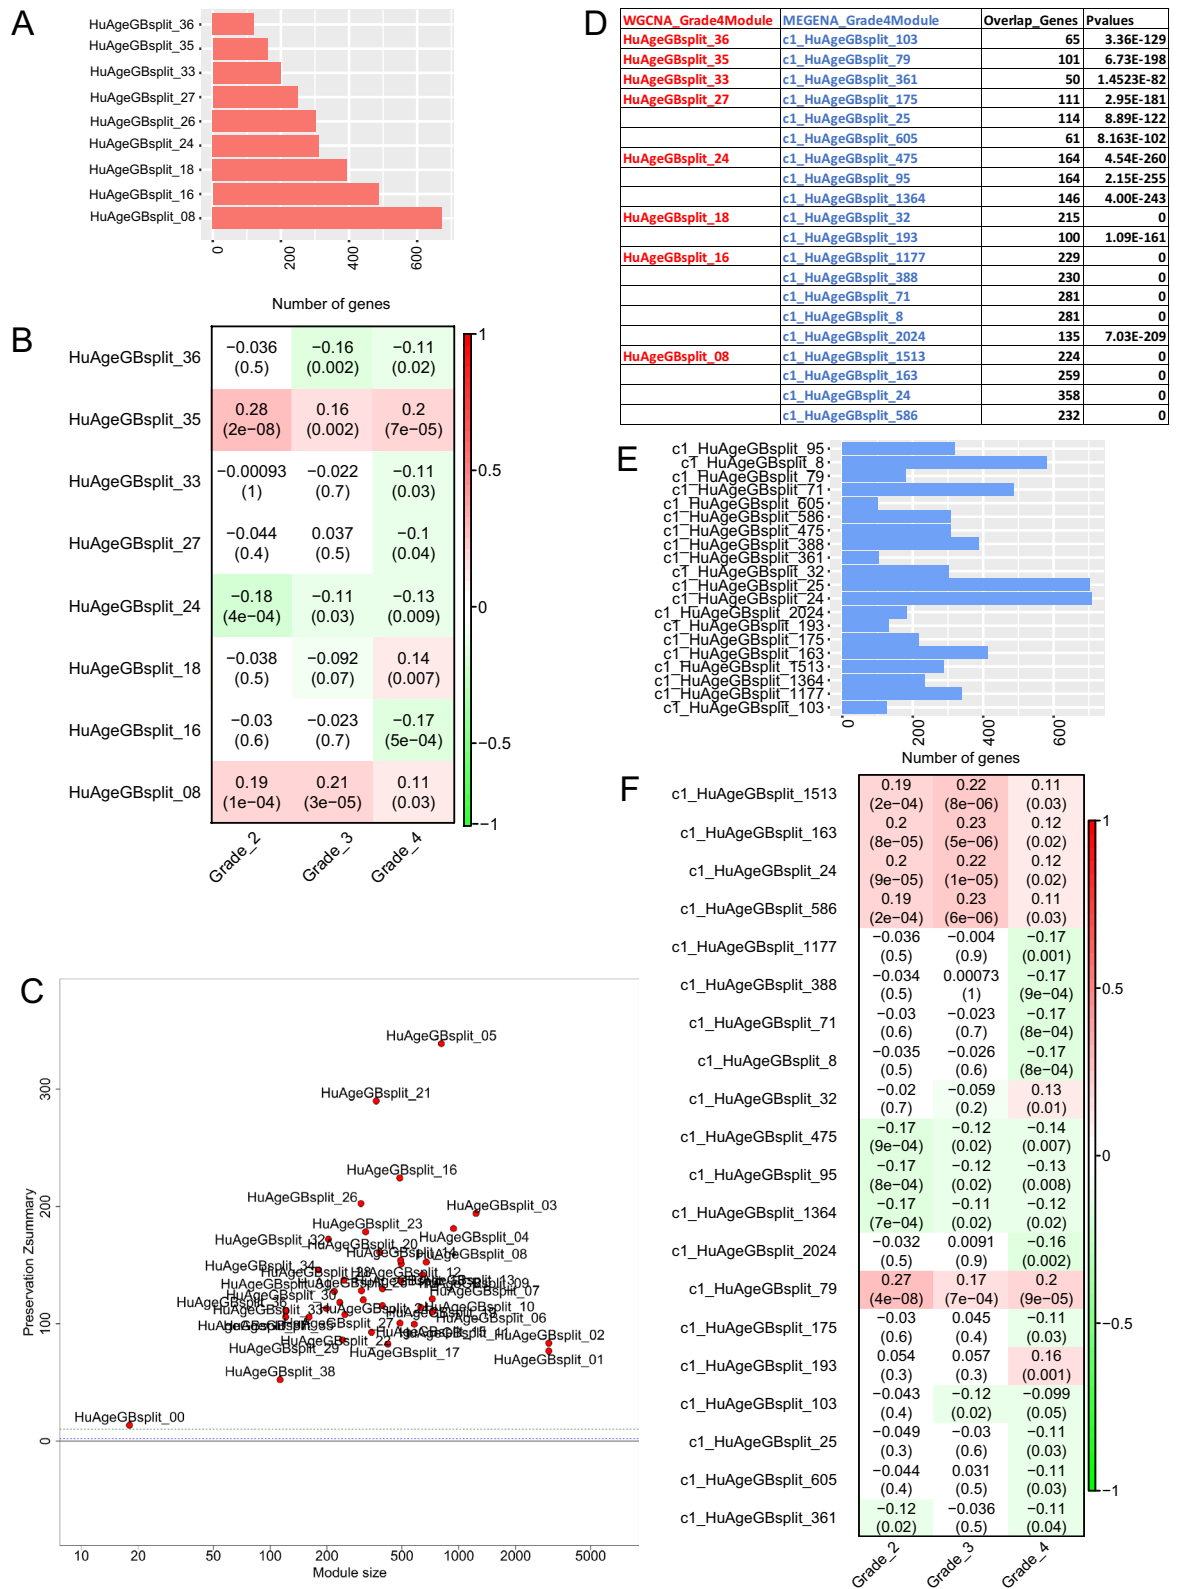 A
HuAgeGBsplit_36
HuAgeGBsplit_35
HuAgeGBsplit_33
HuAgeGBsplit_27
HuAgeGBsplit_26
HuAgeGBsplit_24
HuAgeGBsplit_18
HuAgeGBsplit_16
HuAgeGBsplit_08
0 200 400 600
Number of genes
B
HuAgeGBsplit_36 −0.036 −0.16 −0.11
(0.5) (0.002) (0.02)
HuAgeGBsplit_35 0.28 0.16 0.2
(2e−08) (0.002) (7e−05)
HuAgeGBsplit_33 −0.00093 −0.022 −0.11
(1) (0.7) (0.03)
HuAgeGBsplit_27 −0.044 0.037 −0.1
(0.4) (0.5) (0.04)
HuAgeGBsplit_24 −0.18 −0.11 −0.13
(4e−04) (0.03) (0.009)
HuAgeGBsplit_18 −0.038 −0.092 0.14
(0.5) (0.07) (0.007)
HuAgeGBsplit_16 −0.03 −0.023 −0.17
(0.6) (0.7) (5e−04)
HuAgeGBsplit_08 0.19 0.21 0.11
(1e−04) (3e−05) (0.03)
Grade_2 Grade_3 Grade_4
1
0.5
0
−0.5
−1
C
Preservation Zsummary
300
200
100
0
HuAgeGBsplit_05
HuAgeGBsplit_21
HuAgeGBsplit_16
HuAgeGBsplit_26
HuAgeGBsplit_03
HuAgeGBsplit_23
HuAgeGBsplit_04
HuAgeGBsplit_32
HuAgeGBsplit_20
HuAgeGBsplit_14
HuAgeGBsplit_08
HuAgeGBsplit_34
HuAgeGBsplit_12
HuAgeGBsplit_07
HuAgeGBsplit_30
HuAgeGBsplit_10
HuAgeGBsplit_06
HuAgeGBsplit_27
HuAgeGBsplit_02
HuAgeGBsplit_22
HuAgeGBsplit_29
HuAgeGBsplit_17
HuAgeGBsplit_01
HuAgeGBsplit_38
HuAgeGBsplit_00
10 20 50 100 200 500 1000 2000 5000
Module size
D
WGCNA_Grade4Module MEGENA_Grade4Module Overlap_Genes Pvalues
HuAgeGBsplit_36 c1_HuAgeGBsplit_103 65 3.36E-129
HuAgeGBsplit_35 c1_HuAgeGBsplit_79 101 6.73E-198
HuAgeGBsplit_33 c1_HuAgeGBsplit_361 50 1.4523E-82
HuAgeGBsplit_27 c1_HuAgeGBsplit_175 111 2.95E-181
c1_HuAgeGBsplit_25 114 8.89E-122
c1_HuAgeGBsplit_605 61 8.163E-102
HuAgeGBsplit_24 c1_HuAgeGBsplit_475 164 4.54E-260
c1_HuAgeGBsplit_95 164 2.15E-255
c1_HuAgeGBsplit_1364 146 4.00E-243
HuAgeGBsplit_18 c1_HuAgeGBsplit_32 215 0
c1_HuAgeGBsplit_193 100 1.09E-161
HuAgeGBsplit_16 c1_HuAgeGBsplit_1177 229 0
c1_HuAgeGBsplit_388 230 0
c1_HuAgeGBsplit_71 281 0
c1_HuAgeGBsplit_8 281 0
c1_HuAgeGBsplit_2024 135 7.03E-209
HuAgeGBsplit_08 c1_HuAgeGBsplit_1513 224 0
c1_HuAgeGBsplit_163 259 0
c1_HuAgeGBsplit_24 358 0
c1_HuAgeGBsplit_586 232 0
E
c1_HuAgeGBsplit_95
c1_HuAgeGBsplit_8
c1_HuAgeGBsplit_79
c1_HuAgeGBsplit_71
c1_HuAgeGBsplit_605
c1_HuAgeGBsplit_586
c1_HuAgeGBsplit_475
c1_HuAgeGBsplit_388
c1_HuAgeGBsplit_361
c1_HuAgeGBsplit_32
c1_HuAgeGBsplit_25
c1_HuAgeGBsplit_24
c1_HuAgeGBsplit_2024
c1_HuAgeGBsplit_193
c1_HuAgeGBsplit_175
c1_HuAgeGBsplit_163
c1_HuAgeGBsplit_1513
c1_HuAgeGBsplit_1364
c1_HuAgeGBsplit_1177
c1_HuAgeGBsplit_103
0 200 400 600
Number of genes
F
c1_HuAgeGBsplit_1513 0.19 0.22 0.11
(2e−04) (8e−06) (0.03)
c1_HuAgeGBsplit_163 0.2 0.23 0.12
(8e−05) (5e−06) (0.02)
c1_HuAgeGBsplit_24 0.2 0.22 0.12
(9e−05) (1e−05) (0.02)
c1_HuAgeGBsplit_586 0.19 0.23 0.11
(2e−04) (6e−06) (0.03)
c1_HuAgeGBsplit_1177 −0.036 −0.004 −0.17
(0.5) (0.9) (0.001)
c1_HuAgeGBsplit_388 −0.034 0.00073 −0.17
(0.5) (1) (9e−04)
c1_HuAgeGBsplit_71 −0.03 −0.023 −0.17
(0.6) (0.7) (8e−04)
c1_HuAgeGBsplit_8 −0.035 −0.026 −0.17
(0.5) (0.6) (8e−04)
c1_HuAgeGBsplit_32 −0.02 −0.059 0.13
(0.7) (0.2) (0.01)
c1_HuAgeGBsplit_475 −0.17 −0.12 −0.14
(9e−04) (0.02) (0.007)
c1_HuAgeGBsplit_95 −0.17 −0.12 −0.13
(8e−04) (0.02) (0.008)
c1_HuAgeGBsplit_1364 −0.17 −0.11 −0.12
(7e−04) (0.02) (0.02)
c1_HuAgeGBsplit_2024 −0.032 0.0091 −0.16
(0.5) (0.9) (0.002)
c1_HuAgeGBsplit_79 0.27 0.17 0.2
(4e−08) (7e−04) (9e−05)
c1_HuAgeGBsplit_175 −0.03 0.045 −0.11
(0.6) (0.4) (0.03)
c1_HuAgeGBsplit_193 0.054 0.057 0.16
(0.3) (0.3) (0.001)
c1_HuAgeGBsplit_103 −0.043 −0.12 −0.099
(0.4) (0.02) (0.05)
c1_HuAgeGBsplit_25 −0.049 −0.03 −0.11
(0.3) (0.6) (0.03)
c1_HuAgeGBsplit_605 −0.044 0.031 −0.11
(0.4) (0.5) (0.03)
c1_HuAgeGBsplit_361 −0.12 −0.036 −0.11
(0.02) (0.5) (0.04)
Grade_2 Grade_3 Grade_4
1
0.5
0
−0.5
−1